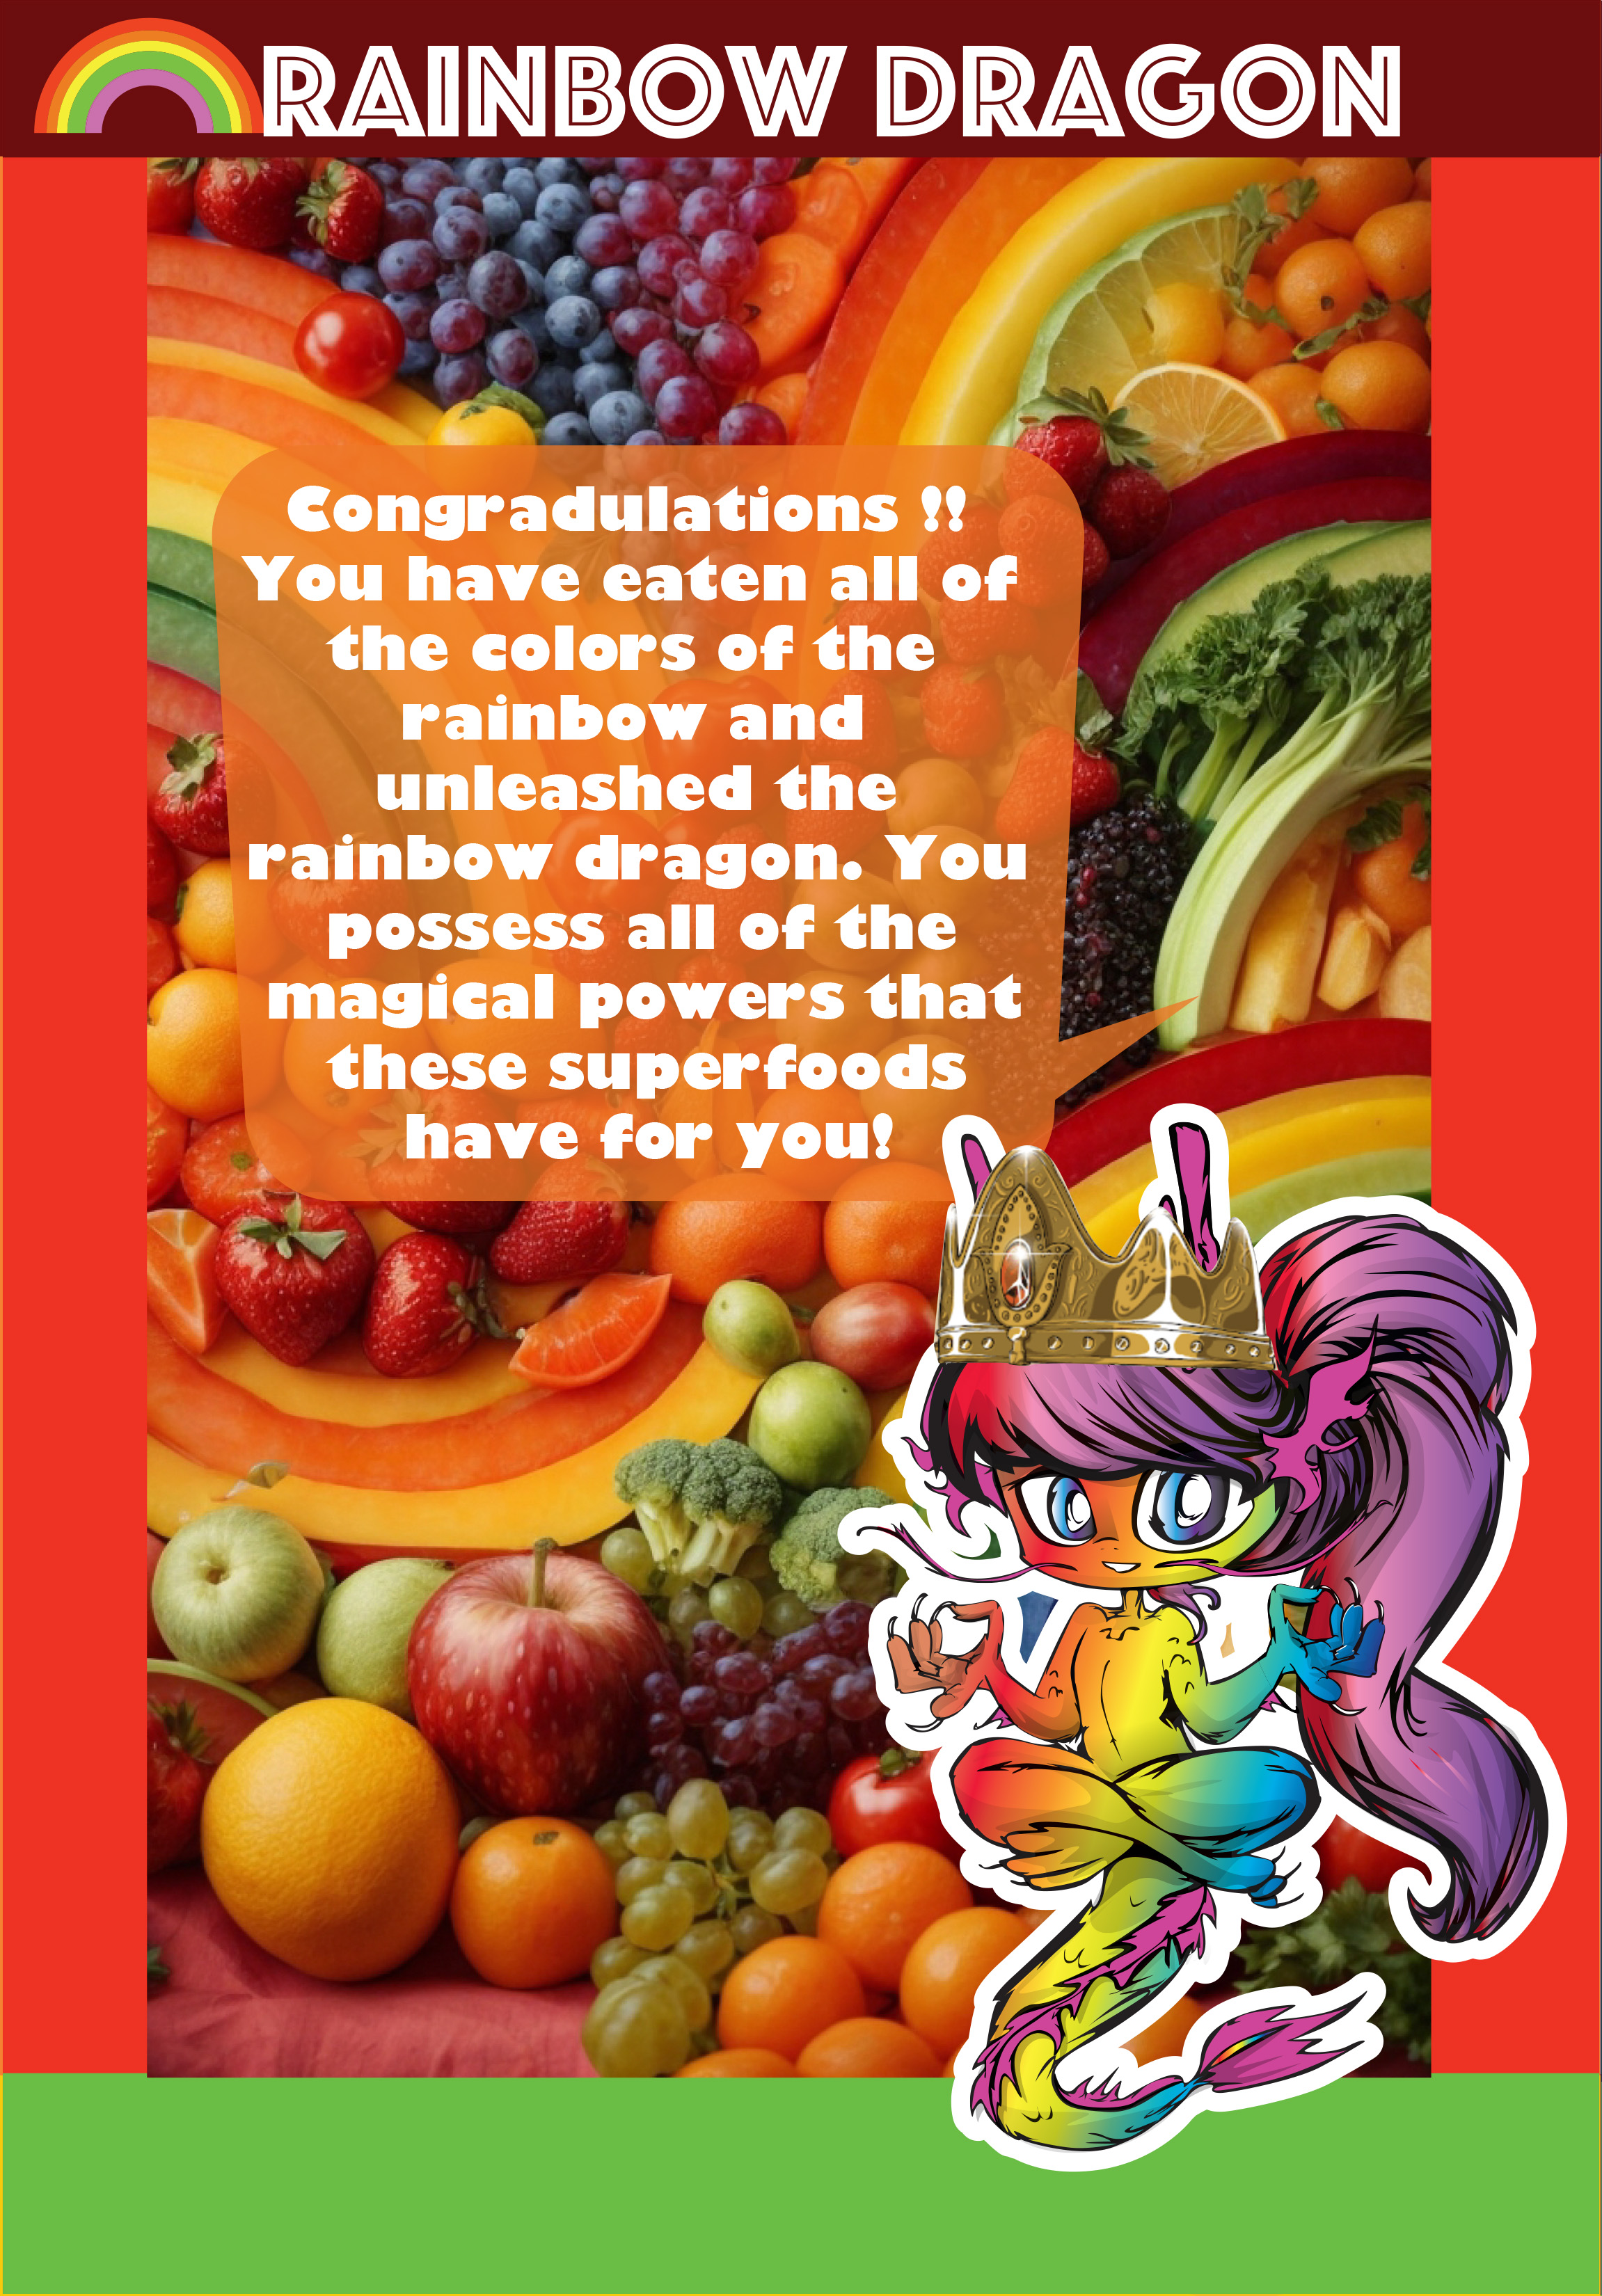 RAINBOW DRAGON
Congradulations !!
You have eaten all of
the colors of the
rainbow and
unleashed the
rainbow dragon. You
possess all of the
magical powers that
these superfoods
have for you!